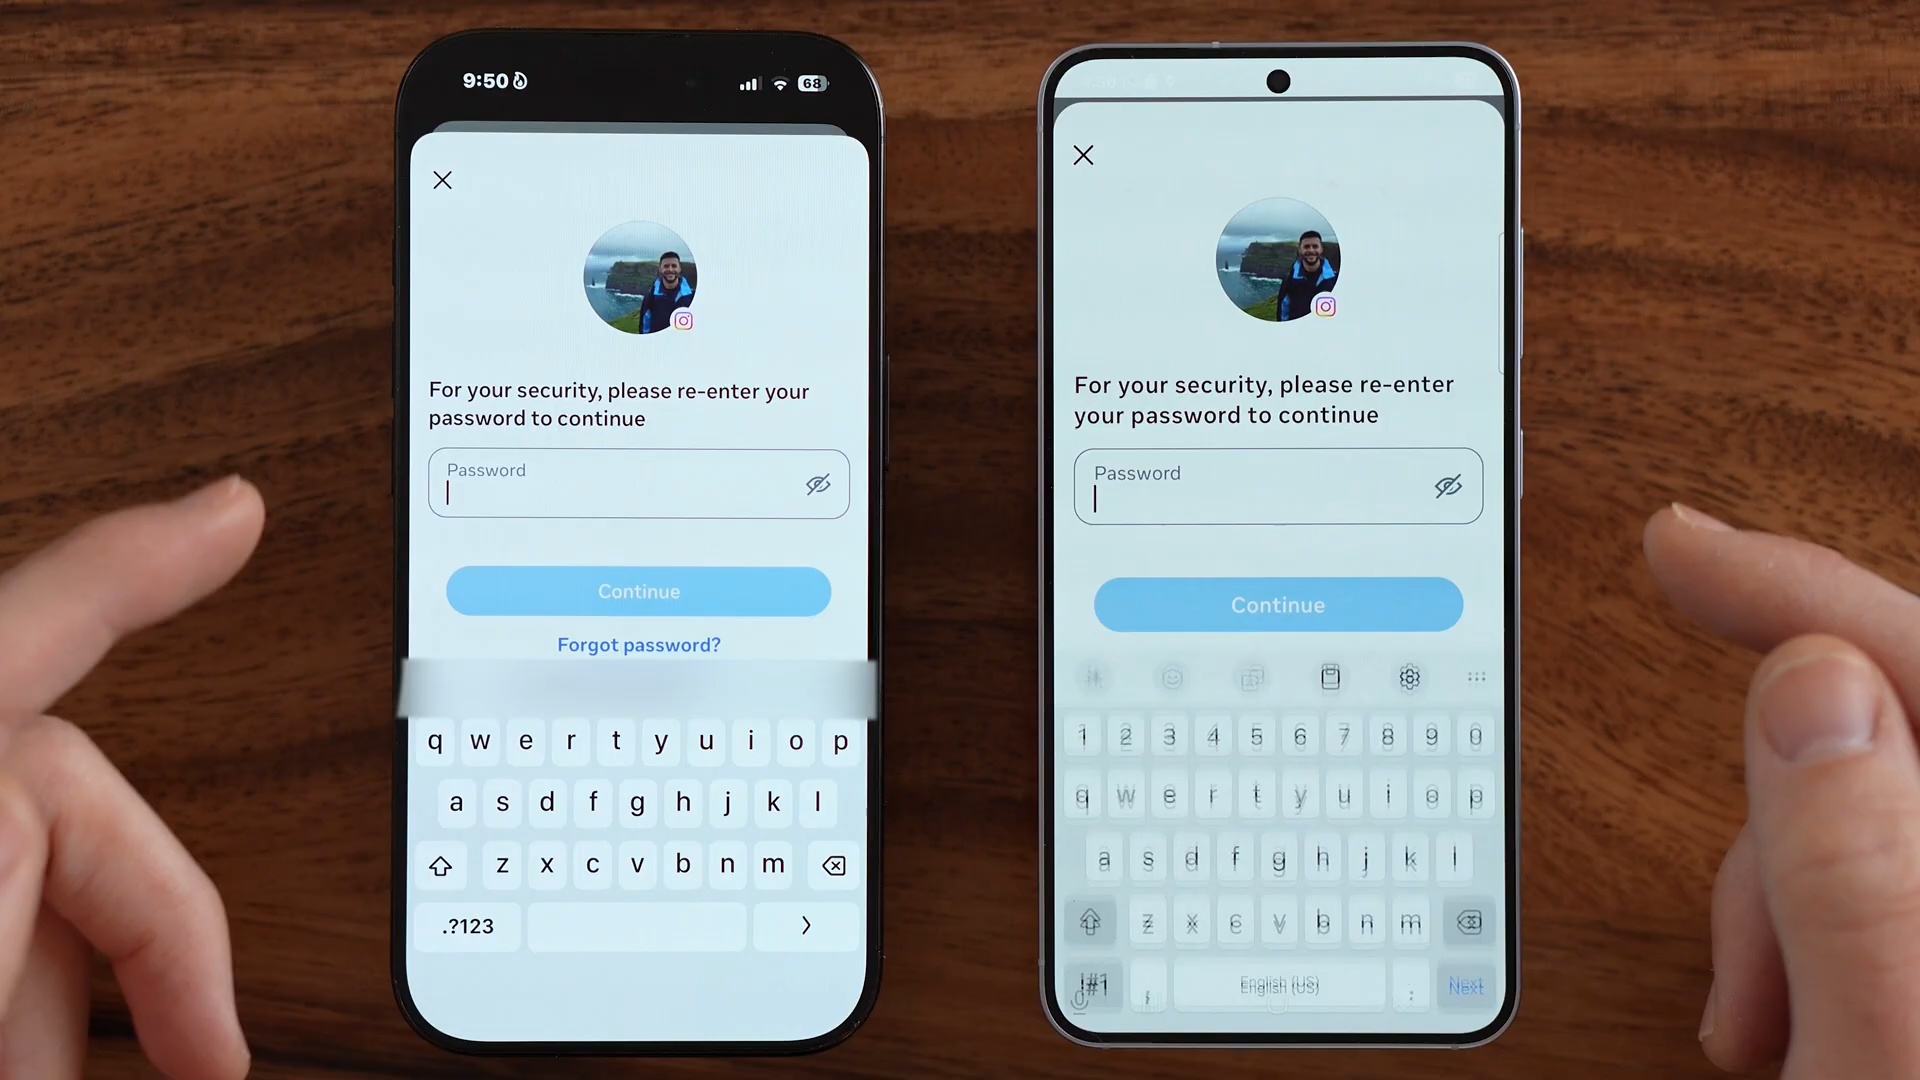 9:50
68
For your security, please re-enter your
password to continue
Password
Continue
Forgot password?
q w e r t y u i o p
a s d f g h j k l
z x c v b n m
.?123
For your security, please re-enter
your password to continue
Password
Continue
1 2 3 4 5 6 7 8 9 0
q w e r t y u i o p
a s d f g h j k l
z x c v b n m
!#1 , English (US) . Next